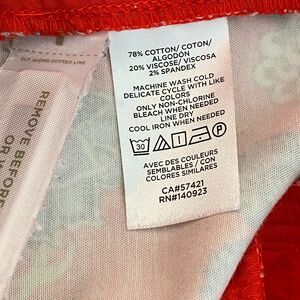 CUT ALONG DOTTED LINE
REMOVE BEFORE
78% COTTON/ COTON/
ALGODÓN
20% VISCOSE/ VISCOSA
2% SPANDEX
MACHINE WASH COLD
DELICATE CYCLE WITH LIKE
COLORS
ONLY NON-CHLORINE
BLEACH WHEN NEEDED
LINE DRY
COOL IRON WHEN NEEDED
30
AVEC DES COULEURS
SEMBLABLES / CON
COLORES SIMILARES
CA#57421
RN#140923